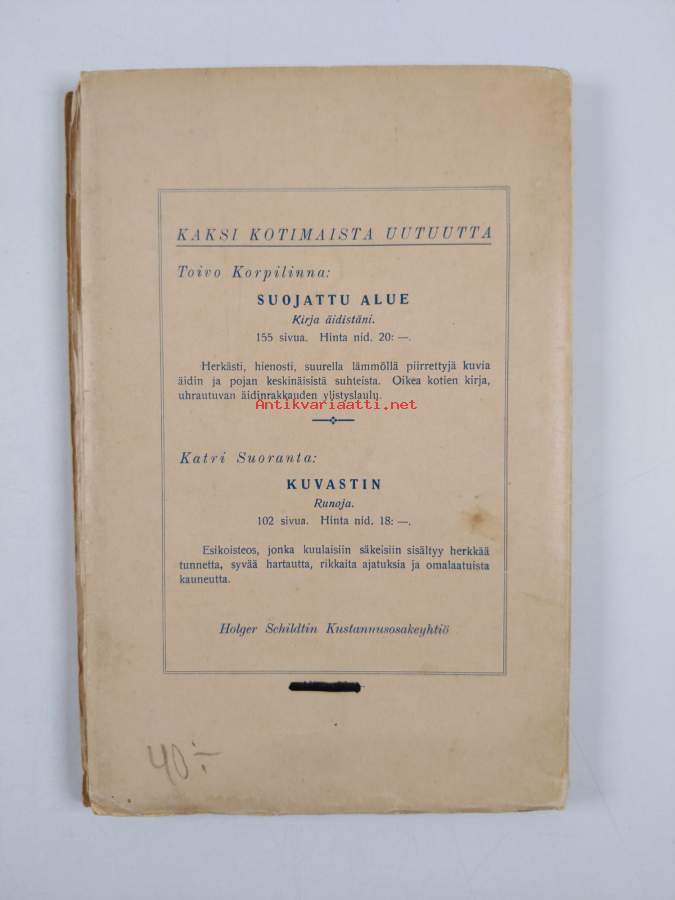 KAKSI KOTIMAISTA UUTUUTTA
Toivo Korpilinna:
SUOJATTU ALUE
Kirja äidistäni.
155 sivua. Hinta nid. 20: —.
Herkästi, hienosti, suurella lämmöllä piirrettyjä kuvia
äidin ja pojan keskinäisistä suhteista. Oikea kotien kirja,
uhrautuvan äidinrakkauden ylistyslaulu.
Antikvariaatti.net
Katri Suoranta:
KUVASTIN
Runoja.
102 sivua. Hinta nid. 18: —.
Esikoisteos, jonka kuulaisiin säkeisiin sisältyy herkkää
tunnetta, syvää hartautta, rikkaita ajatuksia ja omalaatuista
kauneutta.
Holger Schildtin Kustannusosakeyhtiö
40:-